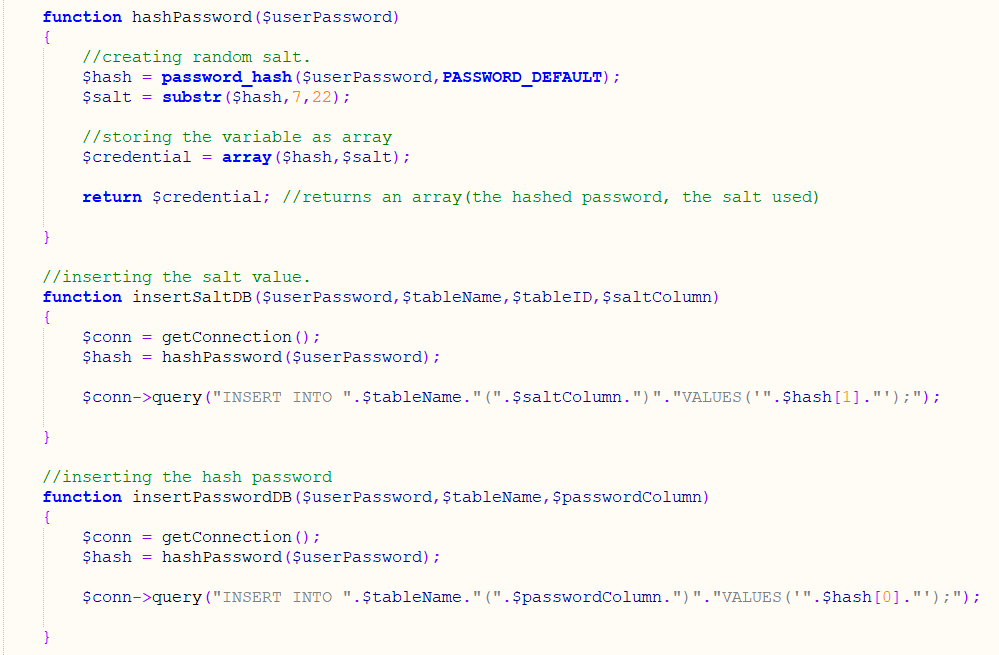 function hashPassword($userPassword)
{
//creating random salt.
$hash = password_hash($userPassword,PASSWORD_DEFAULT);
$salt = substr($hash,7,22);
//storing the variable as array
$credential = array($hash,$salt);
return $credential; //returns an array(the hashed password, the salt used)
}
//inserting the salt value.
function insertSaltDB($userPassword,$tableName,$tableID,$saltColumn)
{
$conn = getConnection();
$hash = hashPassword($userPassword);
$conn->query("INSERT INTO ".$tableName."(".$saltColumn.")"."VALUES('".$hash[1]."');");
}
//inserting the hash password
function insertPasswordDB($userPassword,$tableName,$passwordColumn)
{
$conn = getConnection();
$hash = hashPassword($userPassword);
$conn->query("INSERT INTO ".$tableName."(".$passwordColumn.")"."VALUES('".$hash[0]."');");
}